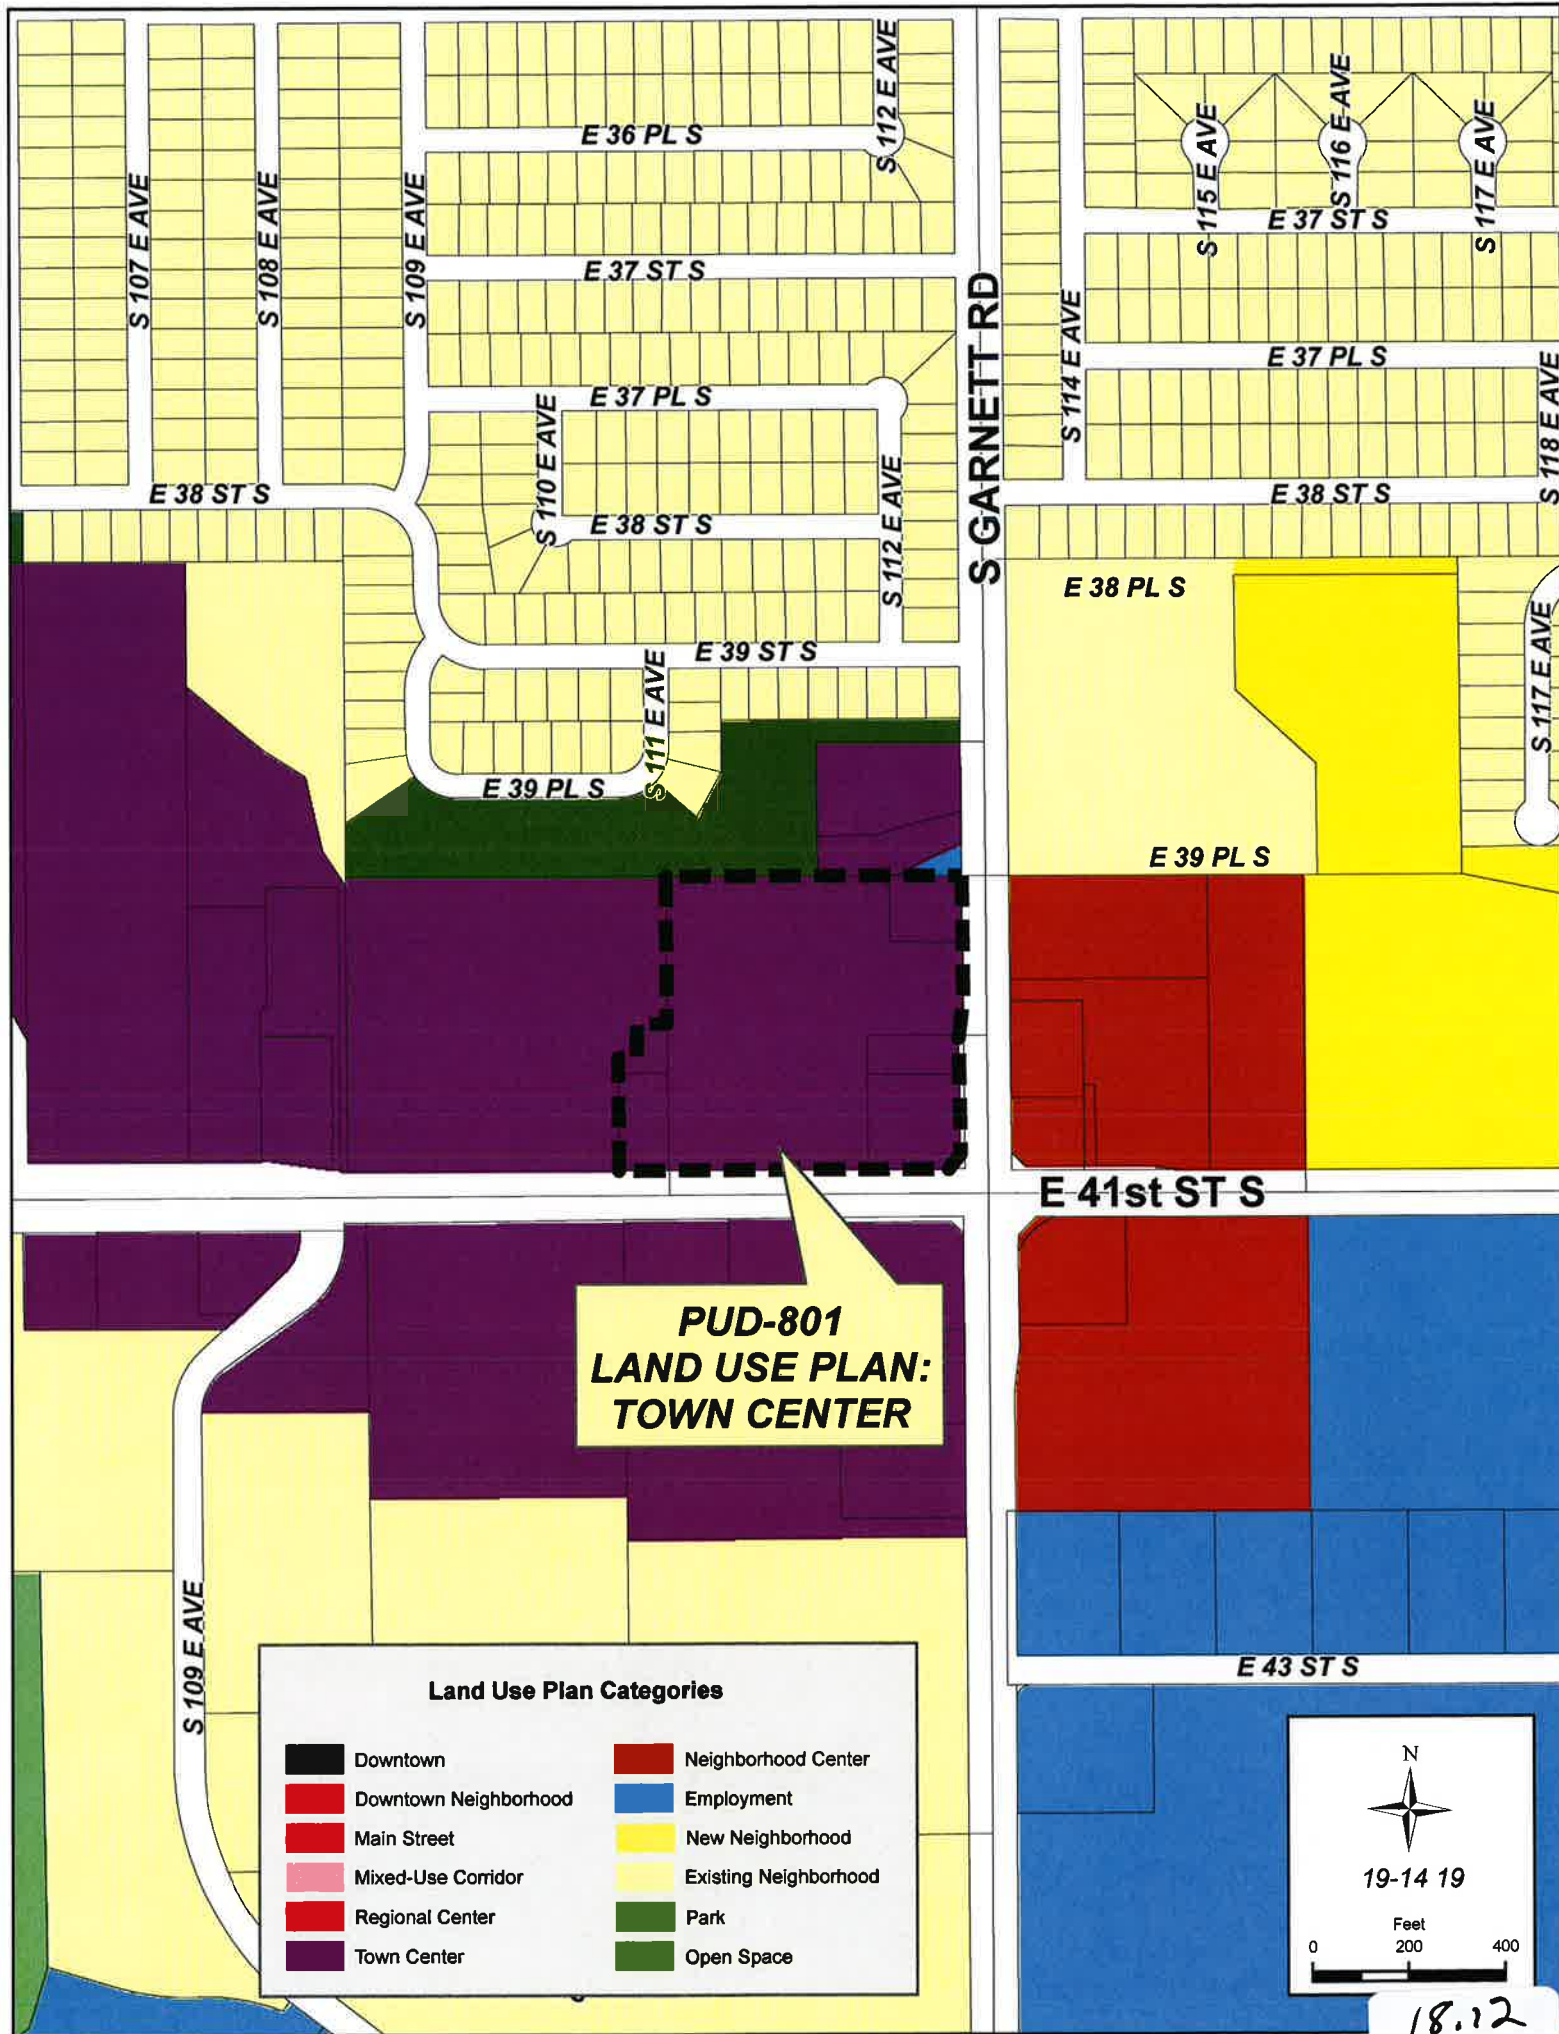 S 112 E AVE
E 36 PL S
S 107 E AVE
S 108 E AVE
S 109 E AVE
S 115 E AVE
S 116 E AVE
S 117 E AVE
E 37 ST S
E 37 ST S
S GARNETT RD
S 114 E AVE
E 37 PL S
S 118 E AVE
E 37 PL S
S 110 E AVE
E 38 ST S
E 38 ST S
S 112 E AVE
E 38 ST S
E 38 PL S
S 117 E AVE
E 39 ST S
S 111 E AVE
E 39 PL S
E 39 PL S
E 41st ST S
PUD-801
LAND USE PLAN:
TOWN CENTER
S 109 E AVE
E 43 ST S
Land Use Plan Categories
Downtown
Downtown Neighborhood
Main Street
Mixed-Use Corridor
Regional Center
Town Center
Neighborhood Center
Employment
New Neighborhood
Existing Neighborhood
Park
Open Space
N
19-14 19
Feet
0 200 400
18.12